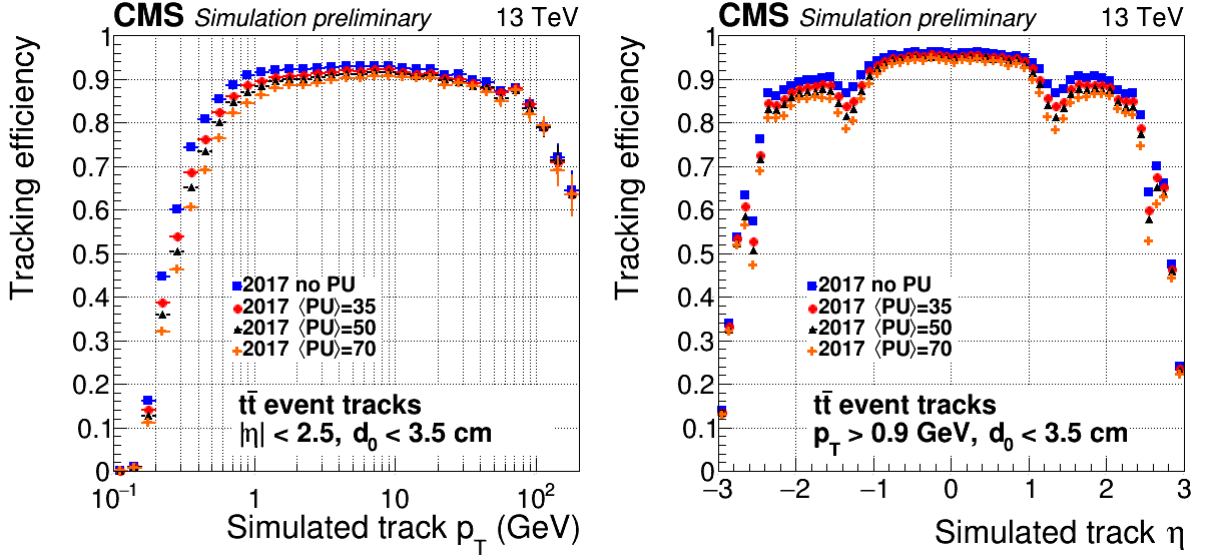 CMS Simulation preliminary 13 TeV
Tracking efficiency
1
0.9
0.8
0.7
0.6
0.5
0.4
0.3
0.2
0.1
0
2017 no PU
2017 ⟨PU⟩=35
2017 ⟨PU⟩=50
2017 ⟨PU⟩=70
tt̄ event tracks
|η| < 2.5, d₀ < 3.5 cm
10⁻¹ 1 10 10²
Simulated track p_T (GeV)
CMS Simulation preliminary 13 TeV
Tracking efficiency
1
0.9
0.8
0.7
0.6
0.5
0.4
0.3
0.2
0.1
0
2017 no PU
2017 ⟨PU⟩=35
2017 ⟨PU⟩=50
2017 ⟨PU⟩=70
tt̄ event tracks
p_T > 0.9 GeV, d₀ < 3.5 cm
−3 −2 −1 0 1 2 3
Simulated track η